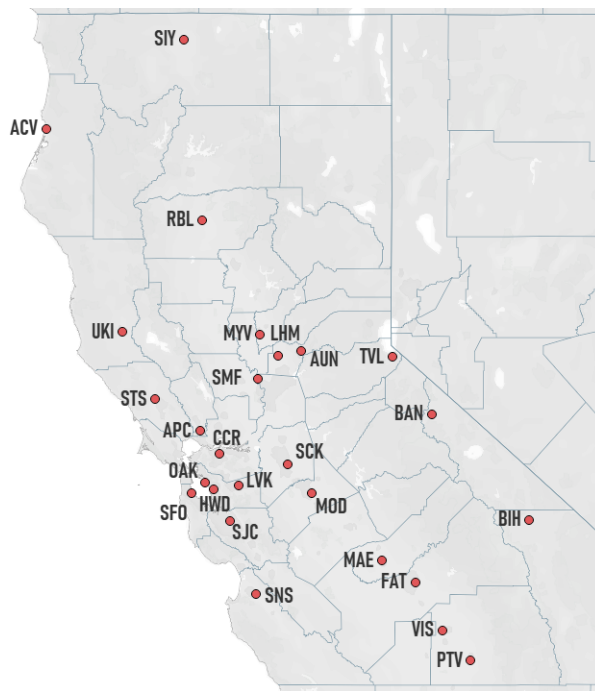 SIY
ACV
RBL
UKI
MYV LHM
AUN
TVL
SMF
STS
BAN
APC
CCR
SCK
OAK
LVK
HWD
SFO
MOD
SJC
BIH
MAE
FAT
SNS
VIS
PTV